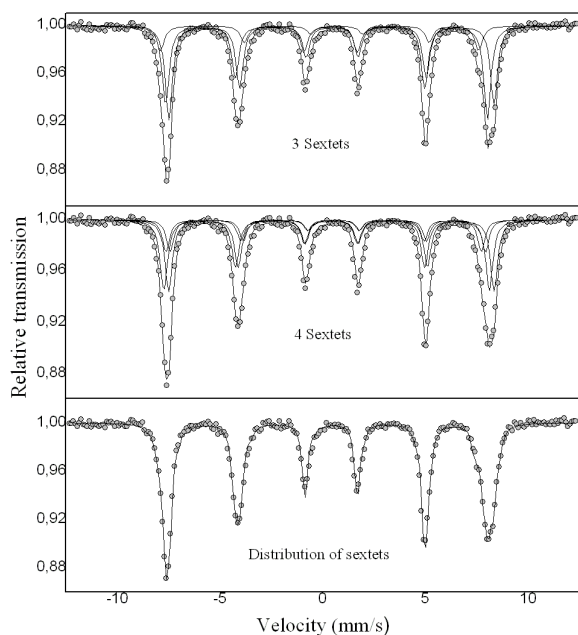 1,00
0,96
0,92
0,88
3 Sextets
1,00
0,96
0,92
0,88
4 Sextets
1,00
0,96
0,92
0,88
Distribution of sextets
Relative transmission
-10 -5 0 5 10
Velocity (mm/s)